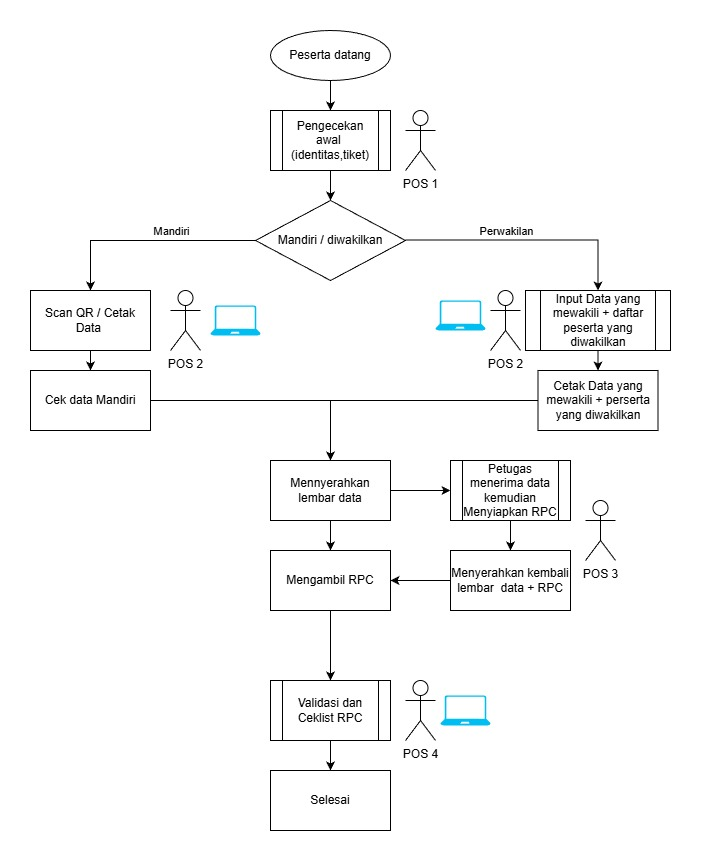 Peserta datang
Pengecekan
awal
(identitas,tiket)
POS 1
Mandiri / diwakilkan
Mandiri
Perwakilan
Scan QR / Cetak
Data
POS 2
POS 2
Input Data yang
mewakili + daftar
peserta yang
diwakilkan
Cek data Mandiri
Cetak Data yang
mewakili + perserta
yang diwakilkan
Mennyerahkan
lembar data
Petugas
menerima data
kemudian
Menyiapkan RPC
POS 3
Mengambil RPC
Menyerahkan kembali
lembar data + RPC
Validasi dan
Ceklist RPC
POS 4
Selesai